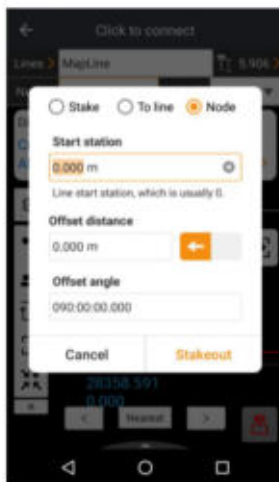 Click to connect
Lines MapLine 5.906
Stake To line Node
Start station
0.000 m
Line start station, which is usually 0.
Offset distance
0.000 m
Offset angle
090:00:00.000
Cancel Stakeout
28358.591
0.000
Nearest